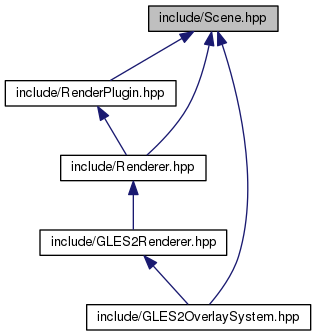 include/Scene.hpp
include/RenderPlugin.hpp
include/Renderer.hpp
include/GLES2Renderer.hpp
include/GLES2OverlaySystem.hpp